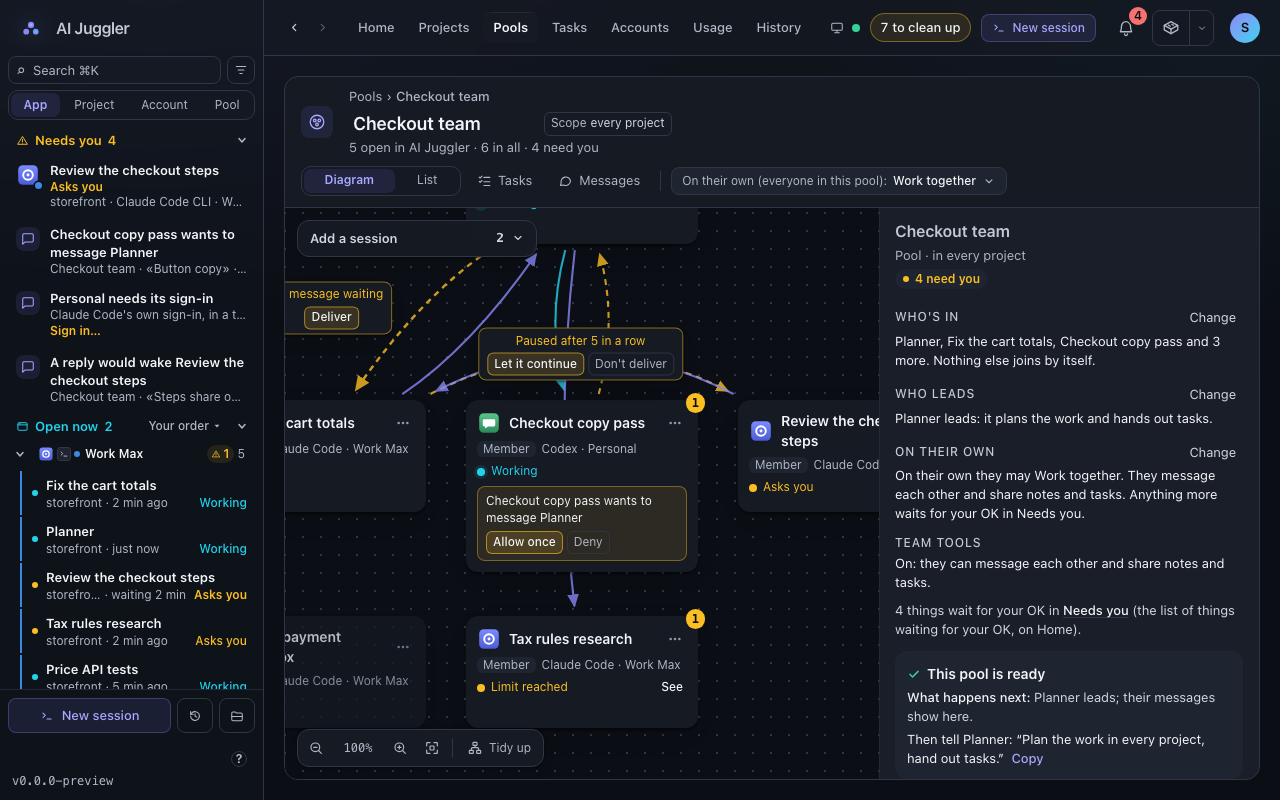 AI Juggler
Search ⌘K
App Project Account Pool
Needs you 4
Review the checkout steps
Asks you
storefront · Claude Code CLI · W...
Checkout copy pass wants to
message Planner
Checkout team · «Button copy» ·...
Personal needs its sign-in
Claude Code's own sign-in, in a t...
Sign in...
A reply would wake Review the
checkout steps
Checkout team · «Steps share o...
Open now 2 Your order
Work Max 1 5
Fix the cart totals
storefront · 2 min ago Working
Planner
storefront · just now Working
Review the checkout steps
storefro... · waiting 2 min Asks you
Tax rules research
storefront · 2 min ago Asks you
Price API tests
storefront · 5 min ago Working
New session
?
v0.0.0-preview
Home Projects Pools Tasks Accounts Usage History
7 to clean up
New session
4
S
Pools › Checkout team
Checkout team
Scope every project
5 open in AI Juggler · 6 in all · 4 need you
Diagram List Tasks Messages
On their own (everyone in this pool): Work together
Add a session 2
message waiting
Deliver
Paused after 5 in a row
Let it continue Don't deliver
cart totals
aude Code · Work Max
1
Checkout copy pass
Member Codex · Personal
Working
Checkout copy pass wants to
message Planner
Allow once Deny
Review the che
steps
Member Claude Cod
Asks you
payment
ox
aude Code · Work Max
1
Tax rules research
Member Claude Code · Work Max
Limit reached See
100% Tidy up
Checkout team
Pool · in every project
4 need you
WHO'S IN Change
Planner, Fix the cart totals, Checkout copy pass and 3
more. Nothing else joins by itself.
WHO LEADS Change
Planner leads: it plans the work and hands out tasks.
ON THEIR OWN Change
On their own they may Work together. They message
each other and share notes and tasks. Anything more
waits for your OK in Needs you.
TEAM TOOLS
On: they can message each other and share notes and
tasks.
4 things wait for your OK in Needs you (the list of things
waiting for your OK, on Home).
This pool is ready
What happens next: Planner leads; their messages
show here.
Then tell Planner: “Plan the work in every project,
hand out tasks.” Copy